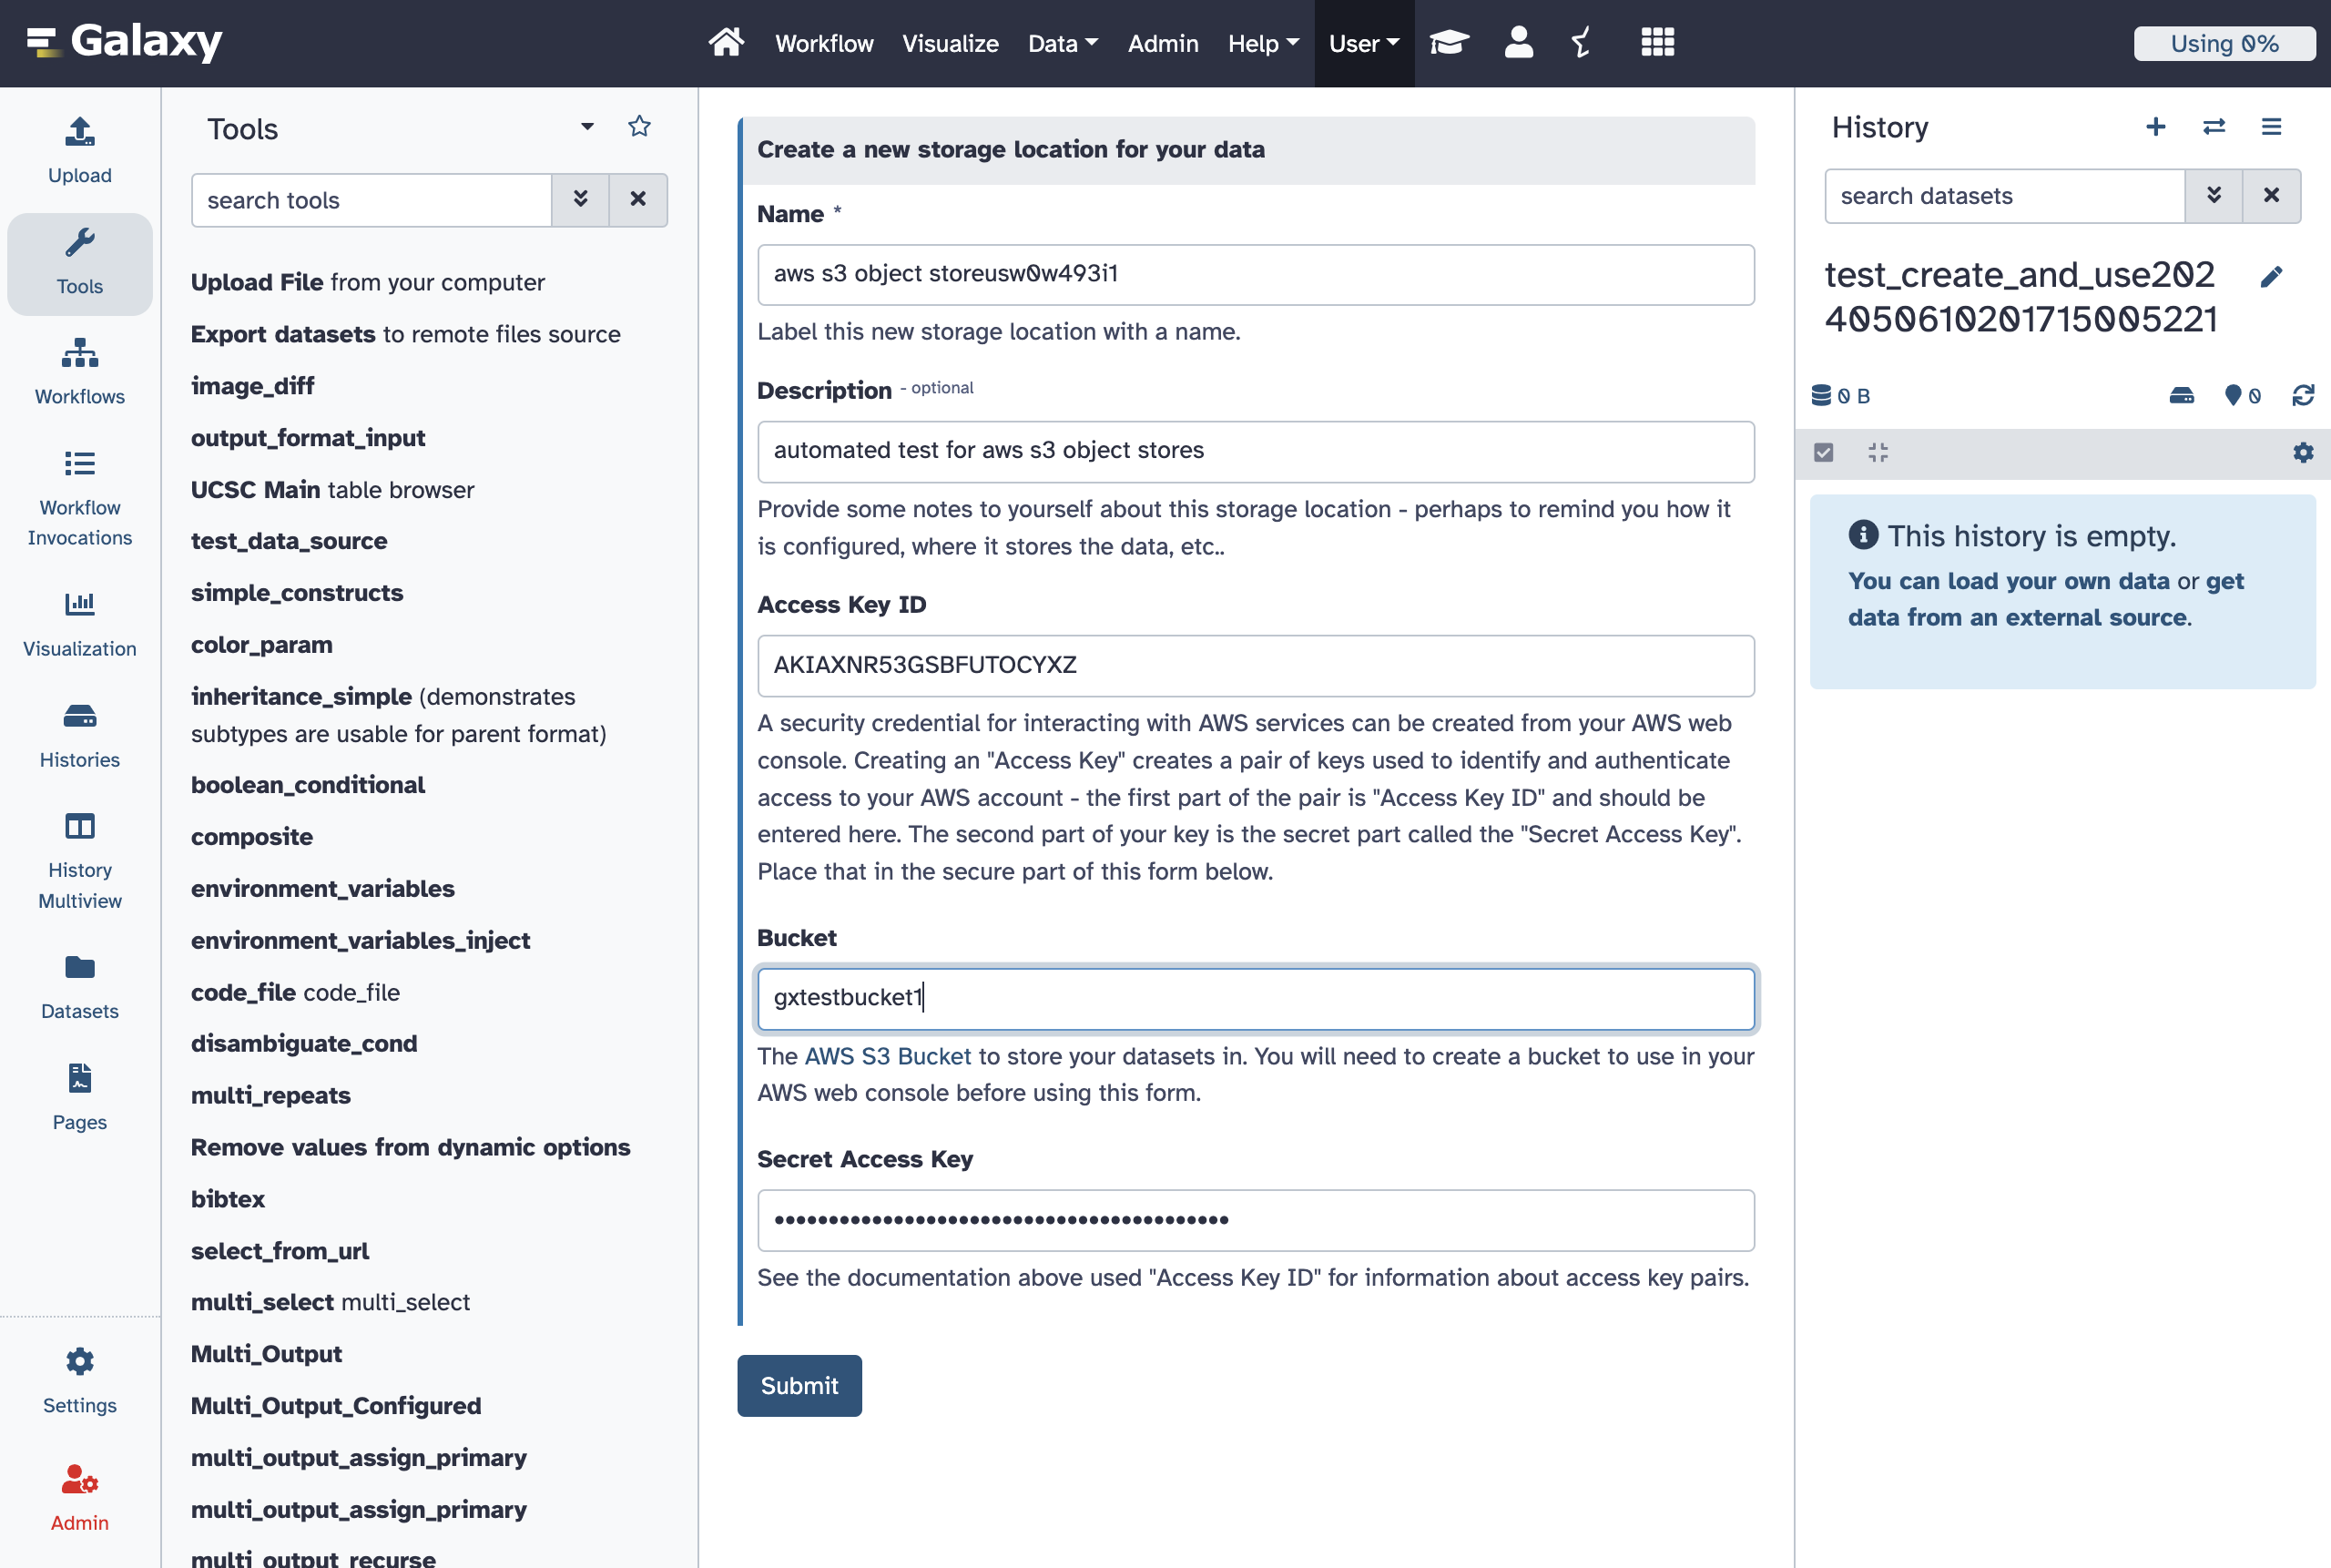 Galaxy
Workflow Visualize Data Admin Help User
Using 0%
Upload
Tools
Workflows
Workflow
Invocations
Visualization
Histories
History
Multiview
Datasets
Pages
Settings
Admin
Tools
search tools
Upload File from your computer
Export datasets to remote files source
image_diff
output_format_input
UCSC Main table browser
test_data_source
simple_constructs
color_param
inheritance_simple (demonstrates
subtypes are usable for parent format)
boolean_conditional
composite
environment_variables
environment_variables_inject
code_file code_file
disambiguate_cond
multi_repeats
Remove values from dynamic options
bibtex
select_from_url
multi_select multi_select
Multi_Output
Multi_Output_Configured
multi_output_assign_primary
multi_output_assign_primary
multi_output_recurse
Create a new storage location for your data
Name *
aws s3 object storeusw0w493i1
Label this new storage location with a name.
Description - optional
automated test for aws s3 object stores
Provide some notes to yourself about this storage location - perhaps to remind you how it
is configured, where it stores the data, etc..
Access Key ID
AKIAXNR53GSBFUTOCYXZ
A security credential for interacting with AWS services can be created from your AWS web
console. Creating an "Access Key" creates a pair of keys used to identify and authenticate
access to your AWS account - the first part of the pair is "Access Key ID" and should be
entered here. The second part of your key is the secret part called the "Secret Access Key".
Place that in the secure part of this form below.
Bucket
gxtestbucket1
The AWS S3 Bucket to store your datasets in. You will need to create a bucket to use in your
AWS web console before using this form.
Secret Access Key
••••••••••••••••••••••••••••••••••••••••
See the documentation above used "Access Key ID" for information about access key pairs.
Submit
History
search datasets
test_create_and_use202
4050610201715005221
0 B
0
This history is empty.
You can load your own data or get
data from an external source.